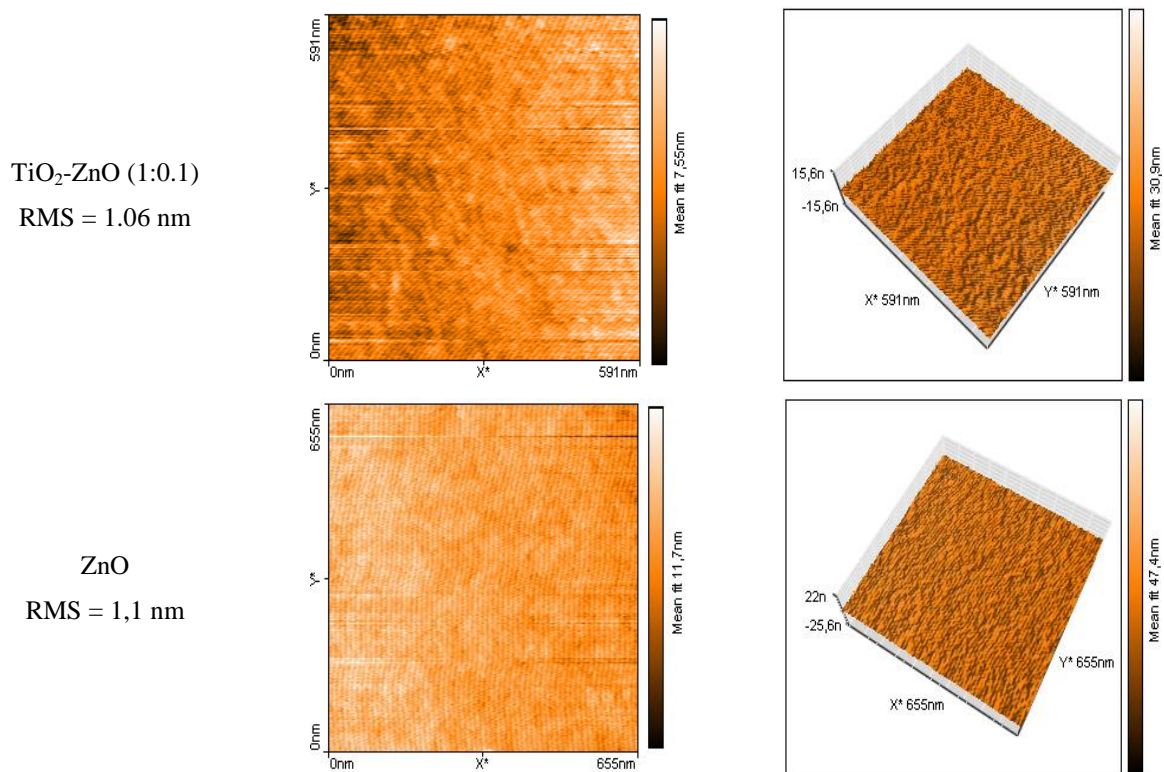 TiO₂-ZnO (1:0.1)
RMS = 1.06 nm
591nm
Y*
0nm
0nm
X*
591nm
Mean fit 7,55nm
15,6n
-15,6n
X* 591nm
Y* 591nm
Mean fit 30,9nm
ZnO
RMS = 1,1 nm
655nm
Y*
0nm
0nm
X*
655nm
Mean fit 11,7nm
22n
-25,6n
X* 655nm
Y* 655nm
Mean fit 47,4nm